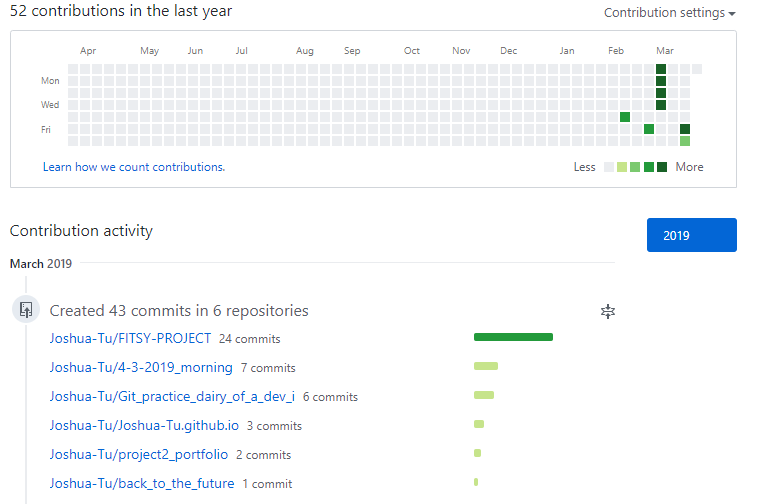 52 contributions in the last year
Contribution settings
Apr May Jun Jul Aug Sep Oct Nov Dec Jan Feb Mar
Mon
Wed
Fri
Learn how we count contributions.
Less More
Contribution activity
2019
March 2019
Created 43 commits in 6 repositories
Joshua-Tu/FITSY-PROJECT 24 commits
Joshua-Tu/4-3-2019_morning 7 commits
Joshua-Tu/Git_practice_dairy_of_a_dev_i 6 commits
Joshua-Tu/Joshua-Tu.github.io 3 commits
Joshua-Tu/project2_portfolio 2 commits
Joshua-Tu/back_to_the_future 1 commit